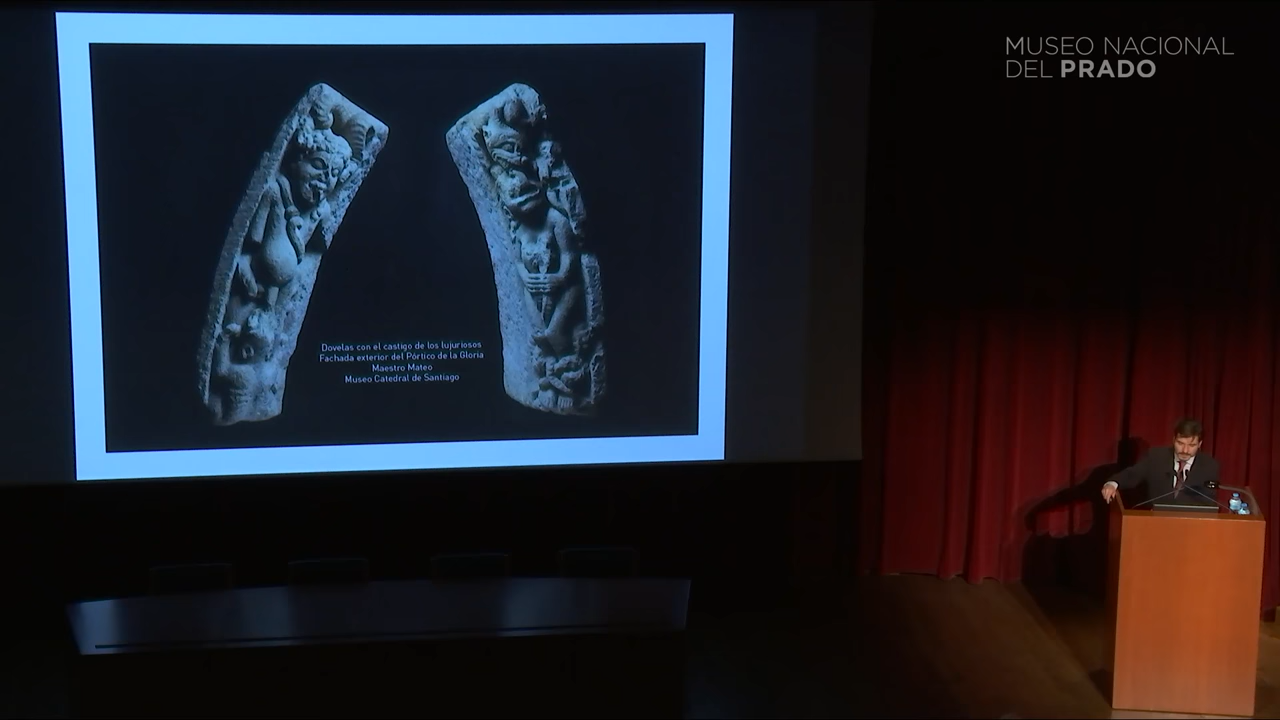 MUSEO NACIONAL
DEL PRADO
Dovelas con el castigo de los lujuriosos
Fachada exterior del Pórtico de la Gloria
Maestro Mateo
Museo Catedral de Santiago